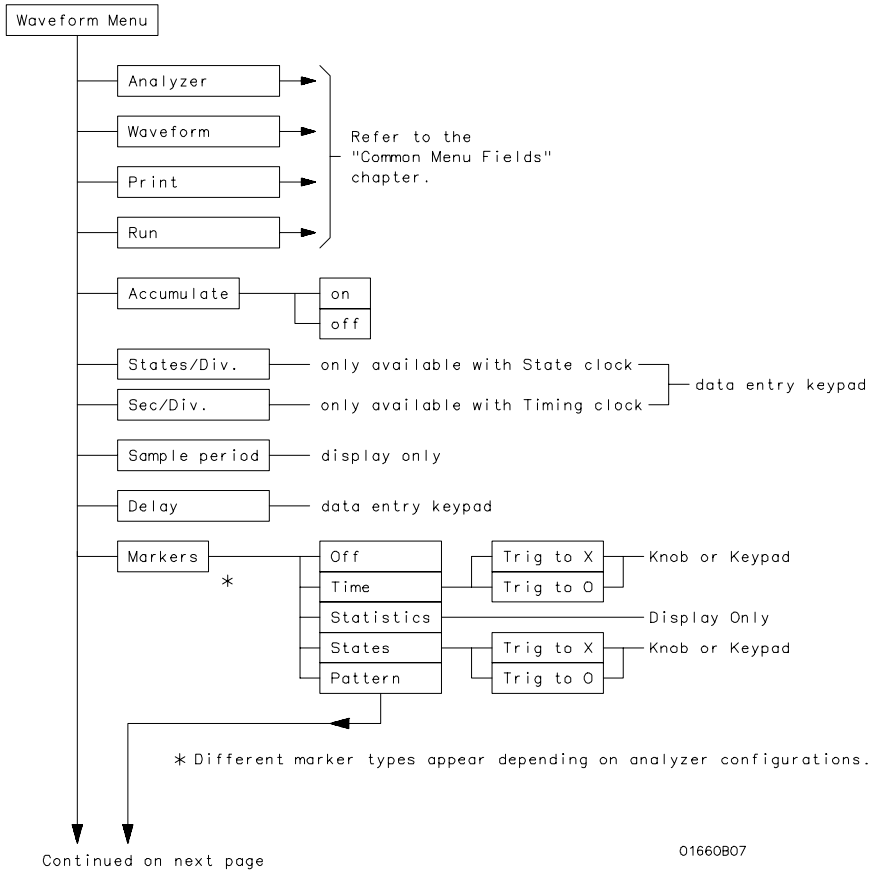 Waveform Menu
Analyzer
Waveform
Print
Run
Refer to the
"Common Menu Fields"
chapter.
Accumulate
on
off
States/Div.
only available with State clock
Sec/Div.
only available with Timing clock
data entry keypad
Sample period
display only
Delay
data entry keypad
Markers
*
Off
Time
Trig to X
Trig to O
Knob or Keypad
Statistics
Display Only
States
Pattern
Trig to X
Trig to O
Knob or Keypad
* Different marker types appear depending on analyzer configurations.
Continued on next page
01660B07